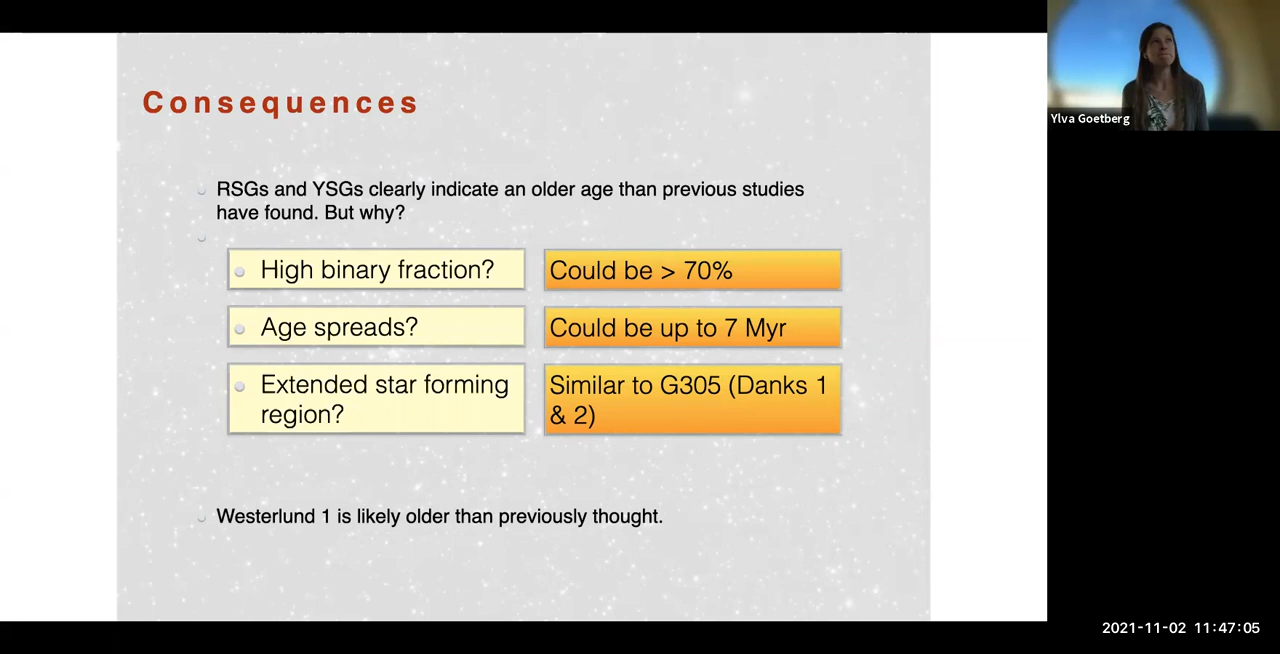 Consequences
RSGs and YSGs clearly indicate an older age than previous studies
have found. But why?
High binary fraction?
Could be > 70%
Age spreads?
Could be up to 7 Myr
Extended star forming
region?
Similar to G305 (Danks 1
& 2)
Westerlund 1 is likely older than previously thought.
Ylva Goetberg
2021-11-02 11:47:05